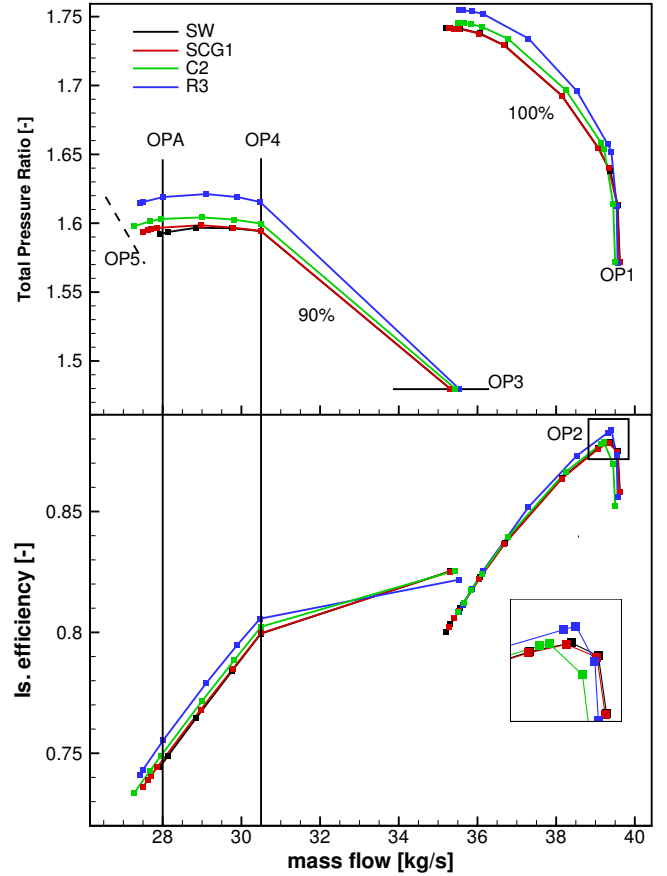 1.75
1.7
1.65
1.6
1.55
1.5
Total Pressure Ratio [-]
SW
SCG1
C2
R3
100%
OPA
OP4
OP5
OP1
90%
OP3
OP2
0.85
0.8
0.75
Is. efficiency [-]
28
30
32
34
36
38
40
mass flow [kg/s]